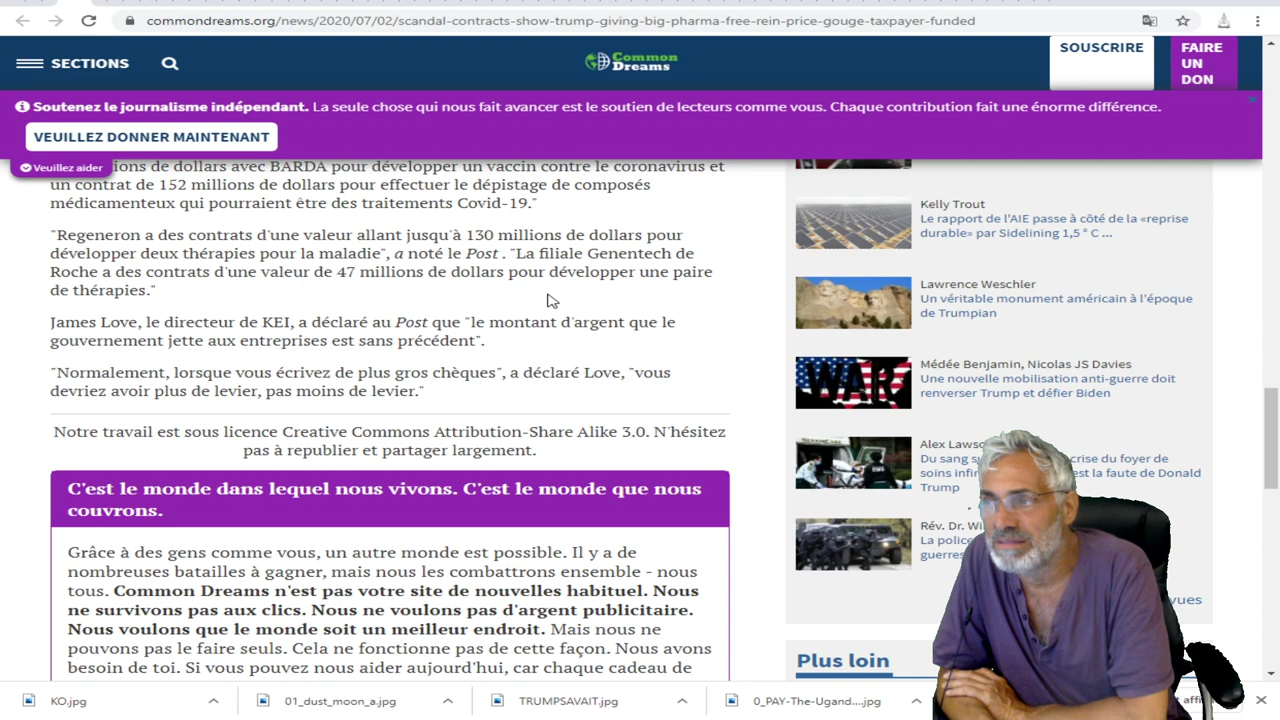 commondreams.org/news/2020/07/02/scandal-contracts-show-trump-giving-big-pharma-free-rein-price-gouge-taxpayer-funded
SECTIONS
Common
Dreams
SOUSCRIRE
FAIRE
UN
DON
Soutenez le journalisme indépendant. La seule chose qui nous fait avancer est le soutien de lecteurs comme vous. Chaque contribution fait une énorme différence.
VEUILLEZ DONNER MAINTENANT
Veuillez aider
de dollars avec BARDA pour développer un vaccin contre le coronavirus et
un contrat de 152 millions de dollars pour effectuer le dépistage de composés
médicamenteux qui pourraient être des traitements Covid-19."
"Regeneron a des contrats d'une valeur allant jusqu'à 130 millions de dollars pour
développer deux thérapies pour la maladie", a noté le Post . "La filiale Genentech de
Roche a des contrats d'une valeur de 47 millions de dollars pour développer une paire
de thérapies."
James Love, le directeur de KEI, a déclaré au Post que "le montant d'argent que le
gouvernement jette aux entreprises est sans précédent".
"Normalement, lorsque vous écrivez de plus gros chèques", a déclaré Love, "vous
devriez avoir plus de levier, pas moins de levier."
Notre travail est sous licence Creative Commons Attribution-Share Alike 3.0. N'hésitez
pas à republier et partager largement.
C'est le monde dans lequel nous vivons. C'est le monde que nous
couvrons.
Grâce à des gens comme vous, un autre monde est possible. Il y a de
nombreuses batailles à gagner, mais nous les combattrons ensemble - nous
tous. Common Dreams n'est pas votre site de nouvelles habituel. Nous
ne survivons pas aux clics. Nous ne voulons pas d'argent publicitaire.
Nous voulons que le monde soit un meilleur endroit. Mais nous ne
pouvons pas le faire seuls. Cela ne fonctionne pas de cette façon. Nous avons
besoin de toi. Si vous pouvez nous aider aujourd'hui, car chaque cadeau de
Kelly Trout
Le rapport de l'AIE passe à côté de la «reprise
durable» par Sidelining 1,5 ° C ...
Lawrence Weschler
Un véritable monument américain à l'époque
de Trumpian
Médée Benjamin, Nicolas JS Davies
Une nouvelle mobilisation anti-guerre doit
renverser Trump et défier Biden
WAR
Alex
Du sang crise du foyer de
soins est la faute de Donald
Trump
Rév. Dr.
La
Plus loin
KO.jpg
01_dust_moon_a.jpg
TRUMPSAVAIT.jpg
0_PAY-The-Ugand....jpg